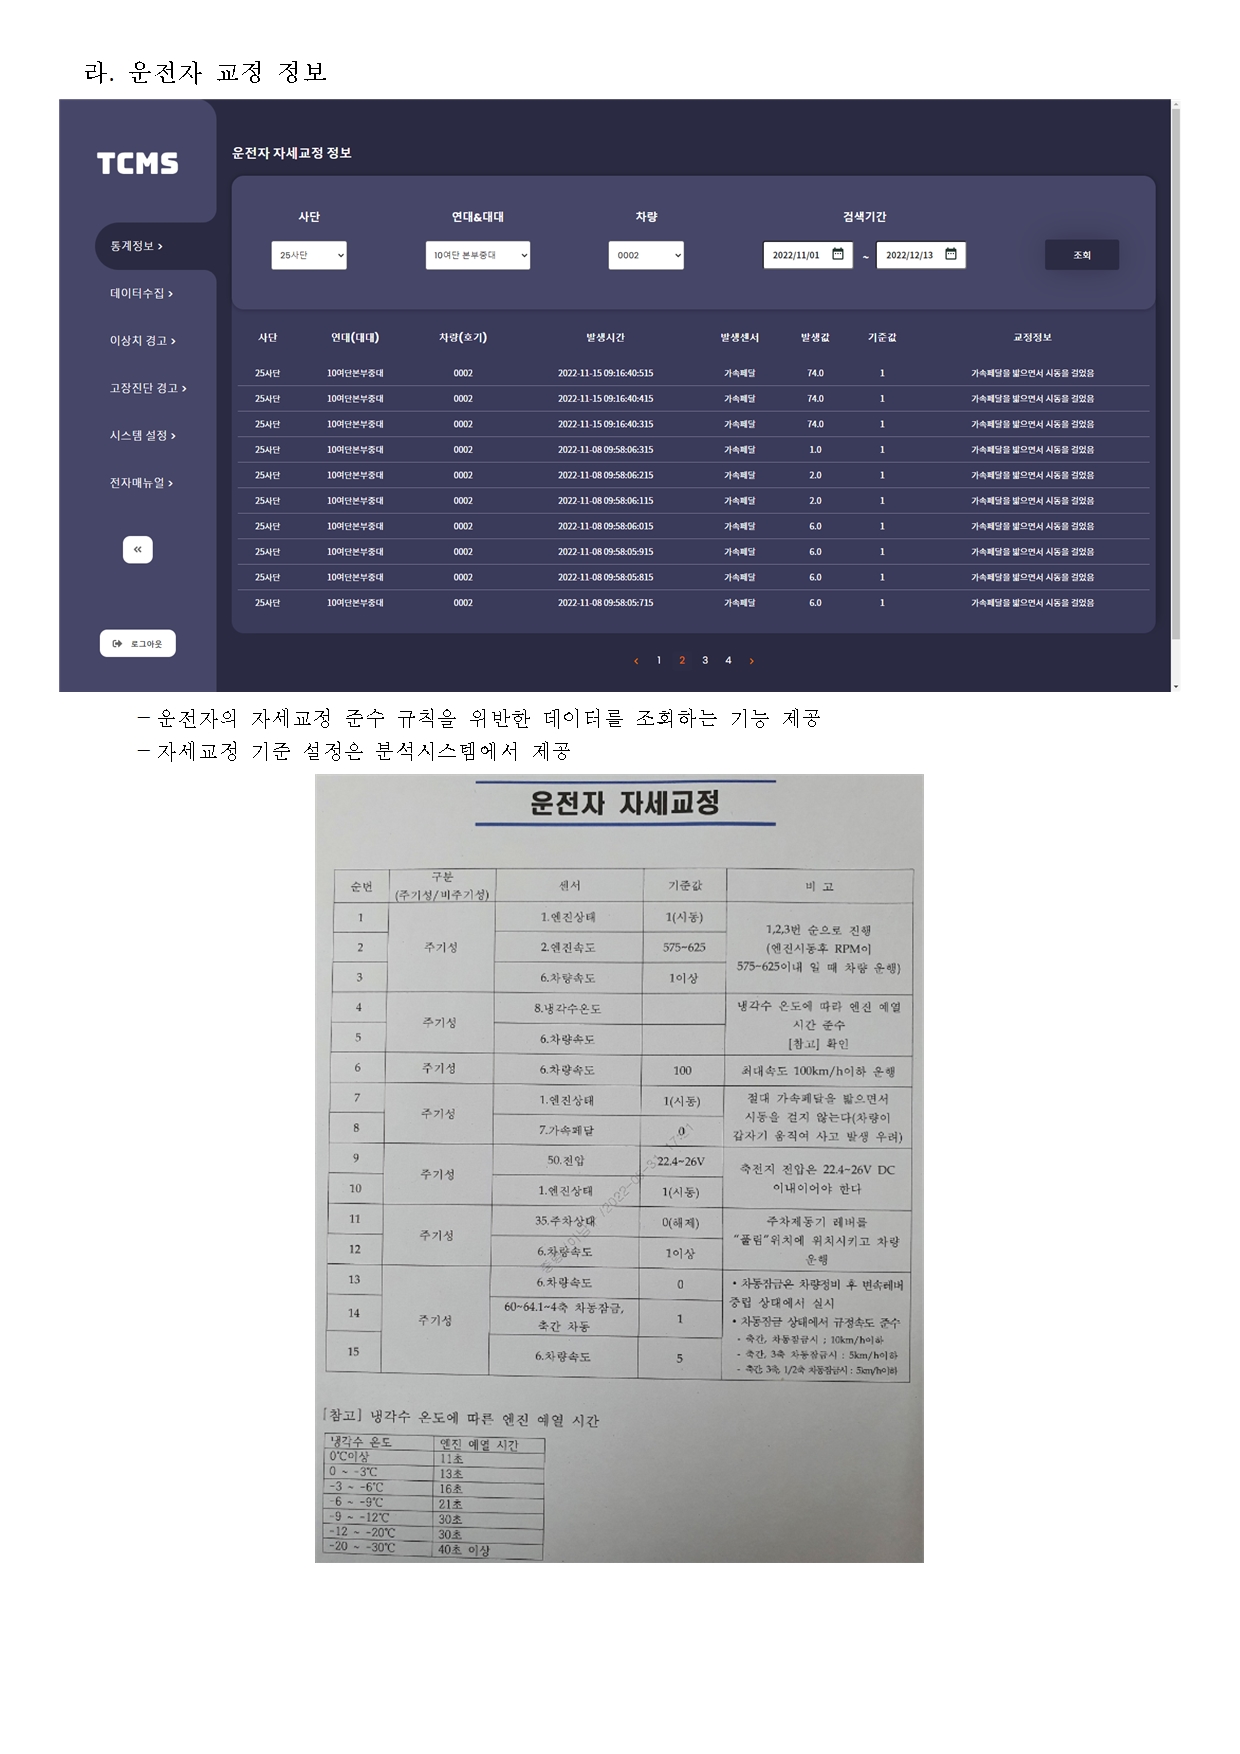 라. 운전자 교정 정보
TCMS
통계정보 >
데이터수집 >
이상치 경고 >
고장진단 경고 >
시스템 설정 >
전자매뉴얼 >
«
로그아웃
운전자 자세교정 정보
사단 연대&대대 차량 검색기간
25사단 10여단 본부중대 0002 2022/11/01 ~ 2022/12/13 조회
사단 연대(대대) 차량(호기) 발생시간 발생센서 발생값 기준값 교정정보
25사단 10여단본부중대 0002 2022-11-15 09:16:40:515 가속페달 74.0 1 가속페달을 밟으면서 시동을 걸었음
25사단 10여단본부중대 0002 2022-11-15 09:16:40:415 가속페달 74.0 1 가속페달을 밟으면서 시동을 걸었음
25사단 10여단본부중대 0002 2022-11-15 09:16:40:315 가속페달 74.0 1 가속페달을 밟으면서 시동을 걸었음
25사단 10여단본부중대 0002 2022-11-08 09:58:06:315 가속페달 1.0 1 가속페달을 밟으면서 시동을 걸었음
25사단 10여단본부중대 0002 2022-11-08 09:58:06:215 가속페달 2.0 1 가속페달을 밟으면서 시동을 걸었음
25사단 10여단본부중대 0002 2022-11-08 09:58:06:115 가속페달 2.0 1 가속페달을 밟으면서 시동을 걸었음
25사단 10여단본부중대 0002 2022-11-08 09:58:06:015 가속페달 6.0 1 가속페달을 밟으면서 시동을 걸었음
25사단 10여단본부중대 0002 2022-11-08 09:58:05:915 가속페달 6.0 1 가속페달을 밟으면서 시동을 걸었음
25사단 10여단본부중대 0002 2022-11-08 09:58:05:815 가속페달 6.0 1 가속페달을 밟으면서 시동을 걸었음
25사단 10여단본부중대 0002 2022-11-08 09:58:05:715 가속페달 6.0 1 가속페달을 밟으면서 시동을 걸었음
< 1 2 3 4 >
- 운전자의 자세교정 준수 규칙을 위반한 데이터를 조회하는 기능 제공
- 자세교정 기준 설정은 분석시스템에서 제공
운전자 자세교정
순번 구분 (주기성/비주기성) 센서 기준값 비 고
1 주기성 1.엔진상태 1(시동)
2 2.엔진속도 575~625
3 6.차량속도 1이상
1,2,3번 순으로 진행
(엔진시동후 RPM이
575~625이내 일 때 차량 운행)
4 주기성 8.냉각수온도
5 6.차량속도
냉각수 온도에 따라 엔진 예열
시간 준수
[참고] 확인
6 주기성 6.차량속도 100 최대속도 100km/h이하 운행
7 주기성 1.엔진상태 1(시동)
8 7.가속페달 0
절대 가속페달을 밟으면서
시동을 걸지 않는다(차량이
갑자기 움직여 사고 발생 우려)
9 주기성 50.전압 22.4~26V
10 1.엔진상태 1(시동)
축전지 전압은 22.4~26V DC
이내이어야 한다
11 주기성 35.주차상태 0(해제)
12 6.차량속도 1이상
주차제동기 레버를
“풀림”위치에 위치시키고 차량
운행
13 주기성 6.차량속도 0
14 60~64.1~4축 차동잠금, 축간 차동 1
15 6.차량속도 5
• 차동잠금은 차량정비 후 변속레버
중립 상태에서 실시
• 차동잠금 상태에서 규정속도 준수
- 축간, 차동잠금시 ; 10km/h이하
- 축간, 3축 차동잠금시 : 5km/h이하
- 축간, 3축, 1/2축 차동잠금시 : 5km/h이하
[참고] 냉각수 온도에 따른 엔진 예열 시간
냉각수 온도 엔진 예열 시간
0℃이상 11초
0 ~ -3℃ 13초
-3 ~ -6℃ 16초
-6 ~ -9℃ 21초
-9 ~ -12℃ 30초
-12 ~ -20℃ 30초
-20 ~ -30℃ 40초 이상